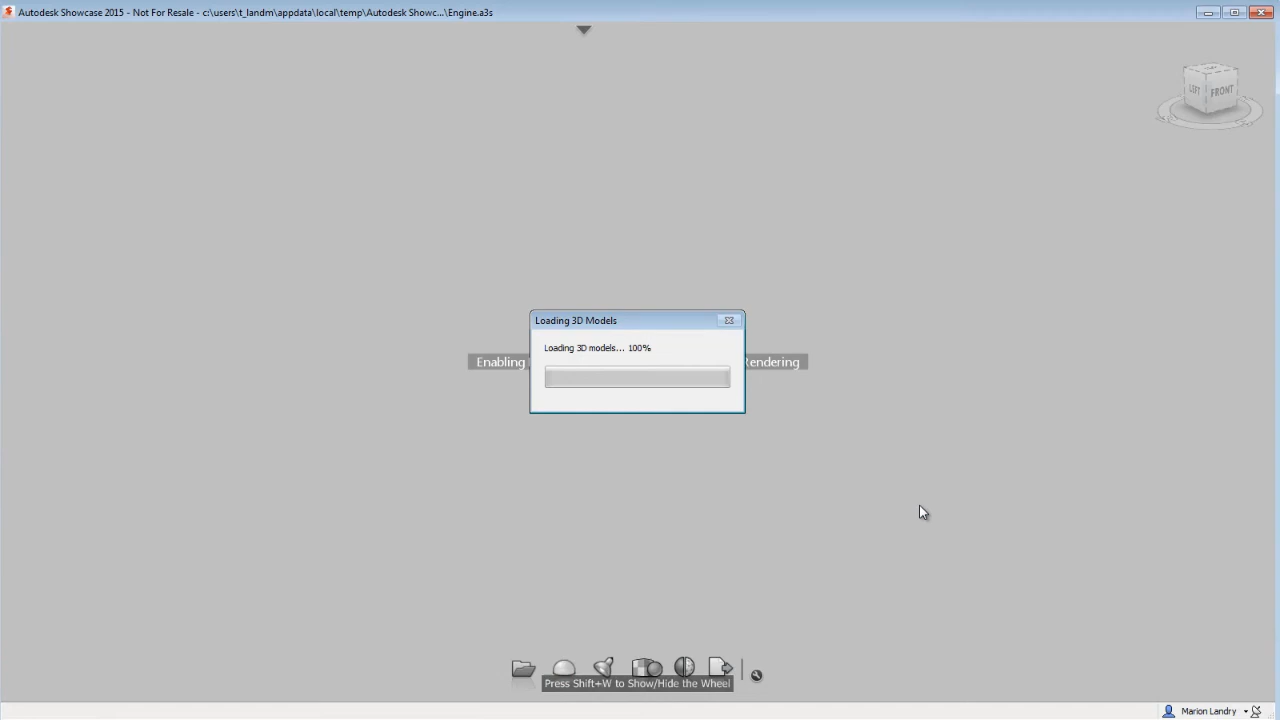 Autodesk Showcase 2015 - Not For Resale - c:\users\t_landm\appdata\local\temp\Autodesk Showc...\Engine.a3s
LEFT FRONT
Loading 3D Models
Loading 3D models... 100%
Enabling Rendering
Press Shift+W to Show/Hide the Wheel
Marion Landry